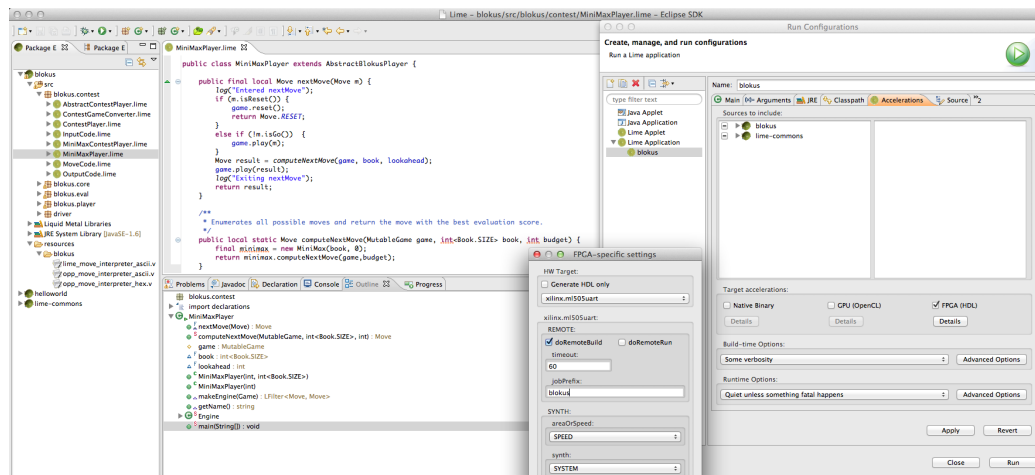 Lime – blokus/src/blokus/contest/MiniMaxPlayer.lime – Eclipse SDK
Package E
Package E
blokus
src
blokus.contest
AbstractContestPlayer.lime
ContestGameConverter.lime
ContestPlayer.lime
InputCode.lime
MiniMaxContestPlayer.lime
MiniMaxPlayer.lime
MoveCode.lime
OutputCode.lime
blokus.core
blokus.eval
blokus.player
driver
Liquid Metal Libraries
JRE System Library [JavaSE-1.6]
resources
blokus
lime_move_interpreter_ascii.v
opp_move_interpreter_ascii.v
opp_move_interpreter_hex.v
helloworld
lime-commons
MiniMaxPlayer.lime
public class MiniMaxPlayer extends AbstractBlokusPlayer {
public final local Move nextMove(Move m) {
log("Entered nextMove");
if (m.isReset()) {
game.reset();
return Move.RESET;
}
else if (!m.isGo()) {
game.play(m);
}
Move result = computeNextMove(game, book, lookahead);
game.play(result);
log("Exiting nextMove");
return result;
}
/**
* Enumerates all possible moves and return the move with the best evaluation score.
*/
public local static Move computeNextMove(MutableGame game, int<Book.SIZE> book, int budget) {
final minimax = new MiniMax(book, 0);
return minimax.computeNextMove(game,budget);
}
Problems Javadoc Declaration Console Outline Progress
blokus.contest
import declarations
MiniMaxPlayer
nextMove(Move) : Move
computeNextMove(MutableGame, int<Book.SIZE>, int) : Move
game : MutableGame
book : int<Book.SIZE>
lookahead : int
MiniMaxPlayer(int, int<Book.SIZE>)
MiniMaxPlayer(int)
makeEngine(Game) : LFilter<Move, Move>
getName() : string
Engine
main(String[]) : void
Run Configurations
Create, manage, and run configurations
Run a Lime application
type filter text
Java Applet
Java Application
Lime Applet
Lime Application
blokus
Name: blokus
Main Arguments JRE Classpath Accelerations Source »2
Sources to include:
blokus
lime-commons
Target accelerations:
Native Binary GPU (OpenCL) FPGA (HDL)
Details Details Details
Build-time Options:
Some verbosity Advanced Options
Runtime Options:
Quiet unless something fatal happens Advanced Options
Apply Revert
Close Run
FPGA-specific settings
HW Target:
Generate HDL only
xilinx.ml505uart
xilinx.ml505uart:
REMOTE:
doRemoteBuild doRemoteRun
timeout:
60
jobPrefix:
blokus
SYNTH:
areaOrSpeed:
SPEED
synth:
SYSTEM